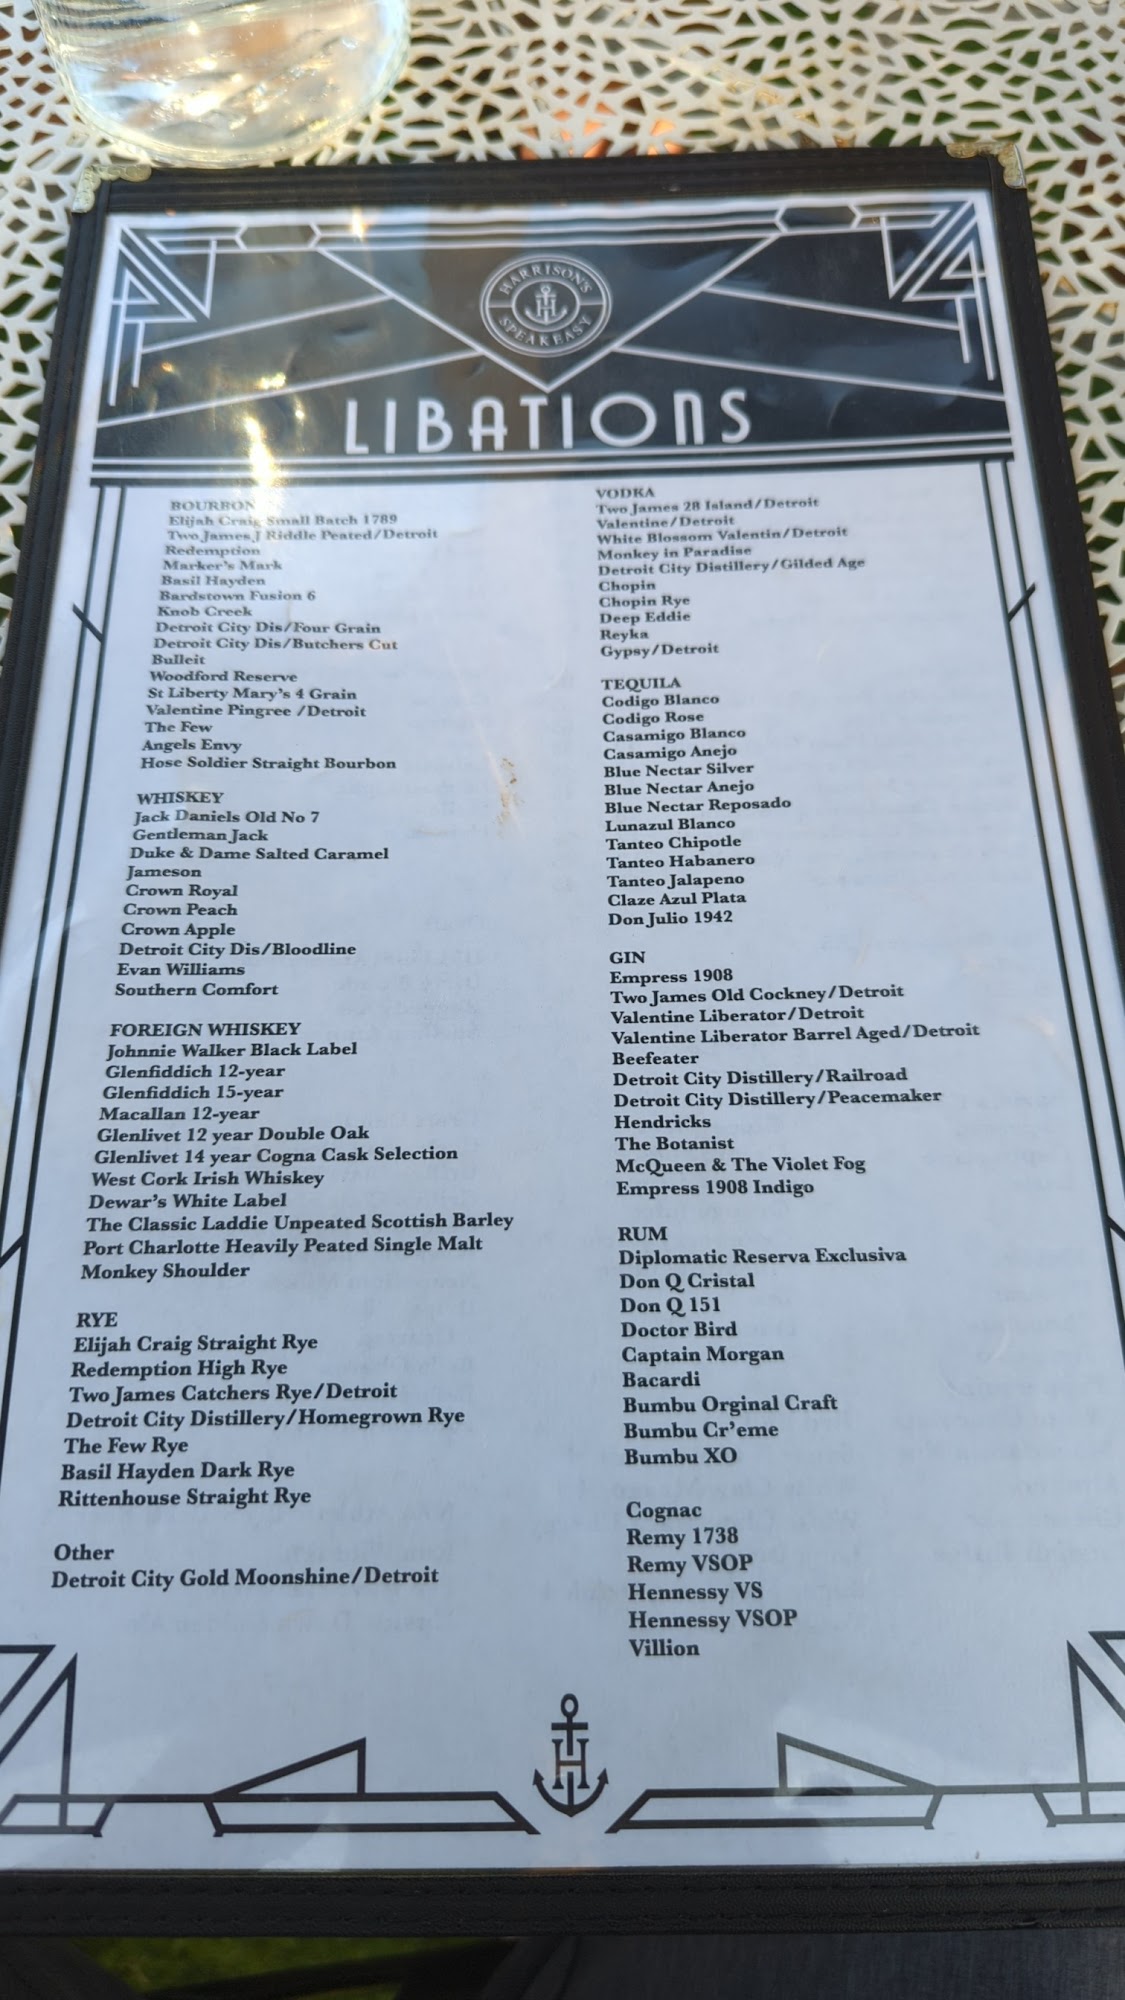 HARRISON'S
H
SPEAKEASY
LIBATIONS
BOURBON
Elijah Craig Small Batch 1789
Two James J Riddle Peated/Detroit
Redemption
Marker's Mark
Basil Hayden
Bardstown Fusion 6
Knob Creek
Detroit City Dis/Four Grain
Detroit City Dis/Butchers Cut
Bulleit
Woodford Reserve
St Liberty Mary's 4 Grain
Valentine Pingree /Detroit
The Few
Angels Envy
Hose Soldier Straight Bourbon
WHISKEY
Jack Daniels Old No 7
Gentleman Jack
Duke & Dame Salted Caramel
Jameson
Crown Royal
Crown Peach
Crown Apple
Detroit City Dis/Bloodline
Evan Williams
Southern Comfort
FOREIGN WHISKEY
Johnnie Walker Black Label
Glenfiddich 12-year
Glenfiddich 15-year
Macallan 12-year
Glenlivet 12 year Double Oak
Glenlivet 14 year Cogna Cask Selection
West Cork Irish Whiskey
Dewar's White Label
The Classic Laddie Unpeated Scottish Barley
Port Charlotte Heavily Peated Single Malt
Monkey Shoulder
RYE
Elijah Craig Straight Rye
Redemption High Rye
Two James Catchers Rye/Detroit
Detroit City Distillery/Homegrown Rye
The Few Rye
Basil Hayden Dark Rye
Rittenhouse Straight Rye
Other
Detroit City Gold Moonshine/Detroit
VODKA
Two James 28 Island/Detroit
Valentine/Detroit
White Blossom Valentin/Detroit
Monkey in Paradise
Detroit City Distillery/Gilded Age
Chopin
Chopin Rye
Deep Eddie
Reyka
Gypsy/Detroit
TEQUILA
Codigo Blanco
Codigo Rose
Casamigo Blanco
Casamigo Anejo
Blue Nectar Silver
Blue Nectar Anejo
Blue Nectar Reposado
Lunazul Blanco
Tanteo Chipotle
Tanteo Habanero
Tanteo Jalapeno
Claze Azul Plata
Don Julio 1942
GIN
Empress 1908
Two James Old Cockney/Detroit
Valentine Liberator/Detroit
Valentine Liberator Barrel Aged/Detroit
Beefeater
Detroit City Distillery/Railroad
Detroit City Distillery/Peacemaker
Hendricks
The Botanist
McQueen & The Violet Fog
Empress 1908 Indigo
RUM
Diplomatic Reserva Exclusiva
Don Q Cristal
Don Q 151
Doctor Bird
Captain Morgan
Bacardi
Bumbu Orginal Craft
Bumbu Cr'eme
Bumbu XO
Cognac
Remy 1738
Remy VSOP
Hennessy VS
Hennessy VSOP
Villion
H